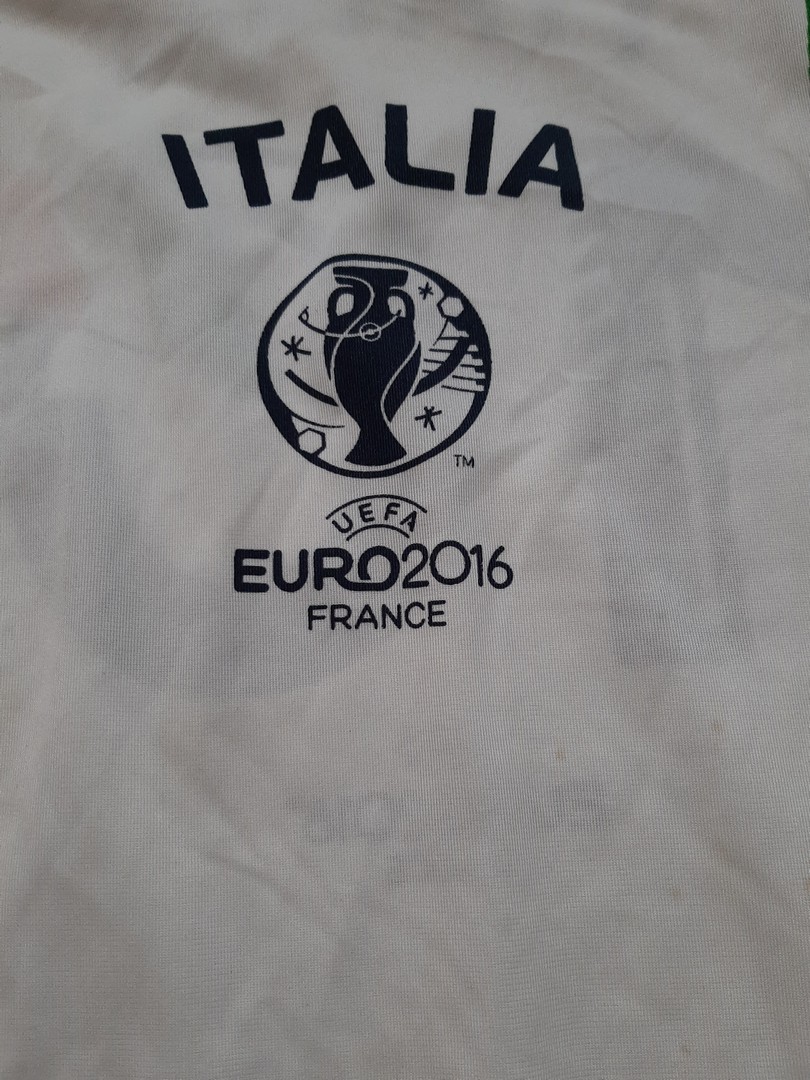 ITALIA
TM
UEFA
EURO2016
FRANCE